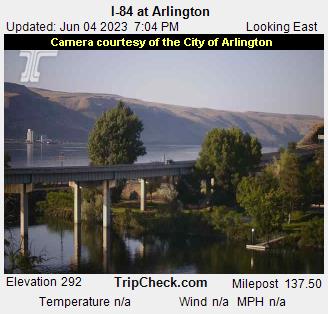 I-84 at Arlington
Updated: Jun 04 2023 7:04 PM Looking East
Camera courtesy of the City of Arlington
Elevation 292 TripCheck.com Milepost 137.50
Temperature n/a Wind n/a MPH n/a